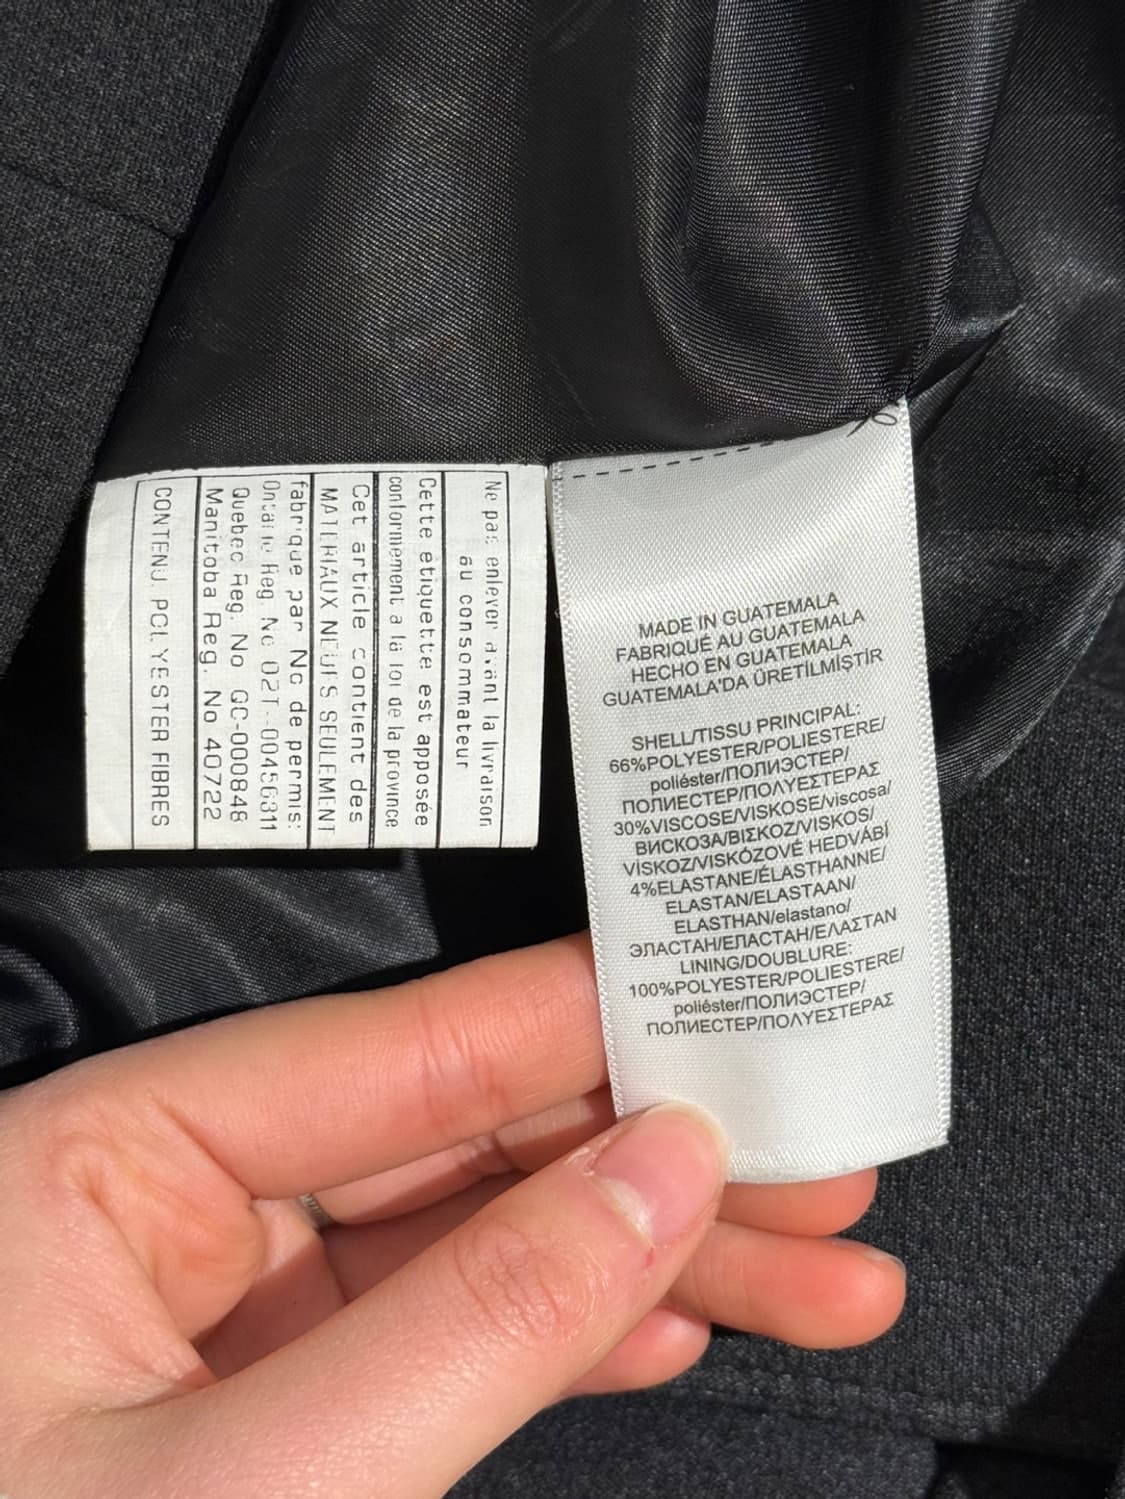 Ne pas enlever avant la livraison
au consommateur
Cette etiquette est apposée
conformement a la loi de la province
Cet article contient des
MATERIAUX NEUFS SEULEMENT
fabrique par No de permis:
Ontario Reg. No 02T-00456311
Quebec Reg. No QC-000848
Manitoba Reg. No 40722
CONTENU: POLYESTER FIBRES
MADE IN GUATEMALA
FABRIQUÉ AU GUATEMALA
HECHO EN GUATEMALA
GUATEMALA'DA ÜRETİLMİŞTİR
SHELL/TISSU PRINCIPAL:
66%POLYESTER/POLIESTERE/
poliéster/ПОЛИЭСТЕР/
ПОЛИЕСТЕР/ΠΟΛΥΕΣΤΕΡΑΣ
30%VISCOSE/VISKOSE/viscosa/
ВИСКОЗА/ΒΙΣΚΟΖ/VISKOS/
VİSKOZ/VISKÓZOVÉ HEDVÁBÍ
4%ELASTANE/ÉLASTHANNE/
ELASTAN/ELASTAAN/
ELASTHAN/elastano/
ЭЛАСТАН/ЕЛАСТАН/ΕΛΑΣΤΑΝ
LINING/DOUBLURE:
100%POLYESTER/POLIESTERE/
poliéster/ПОЛИЭСТЕР/
ПОЛИЕСТЕР/ΠΟΛΥΕΣΤΕΡΑΣ